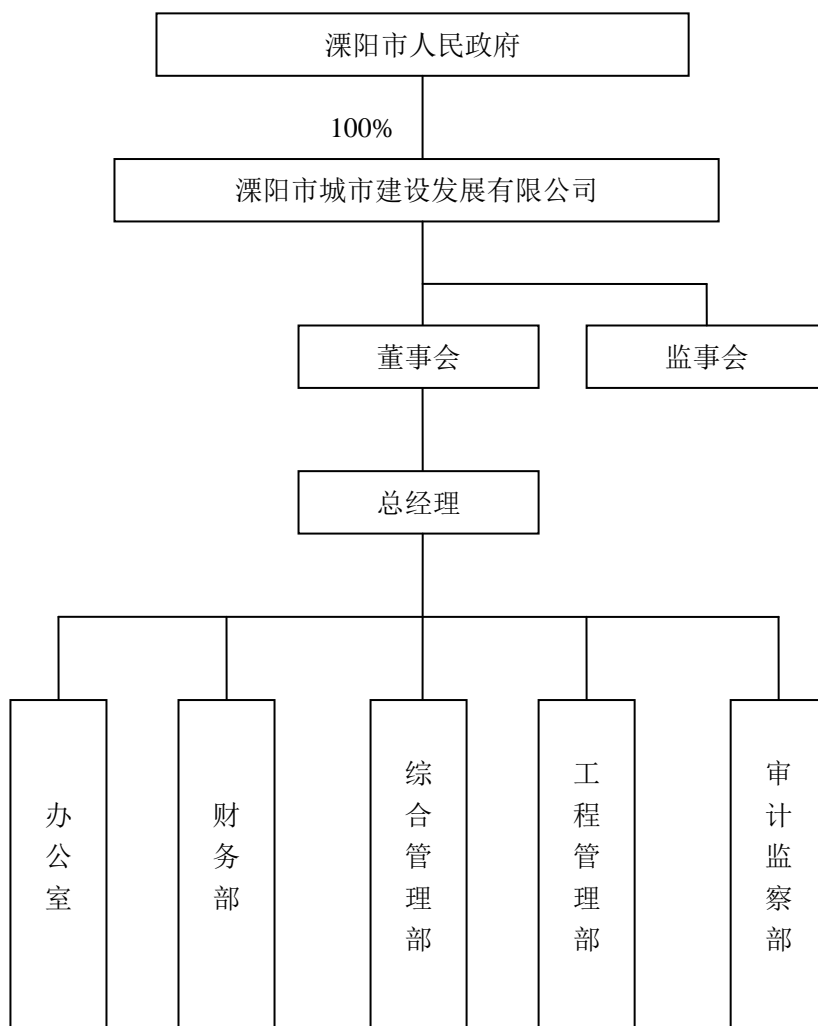 溧阳市人民政府
100%
溧阳市城市建设发展有限公司
董事会
监事会
总经理
办公室
财务部
综合管理部
工程管理部
审计监察部